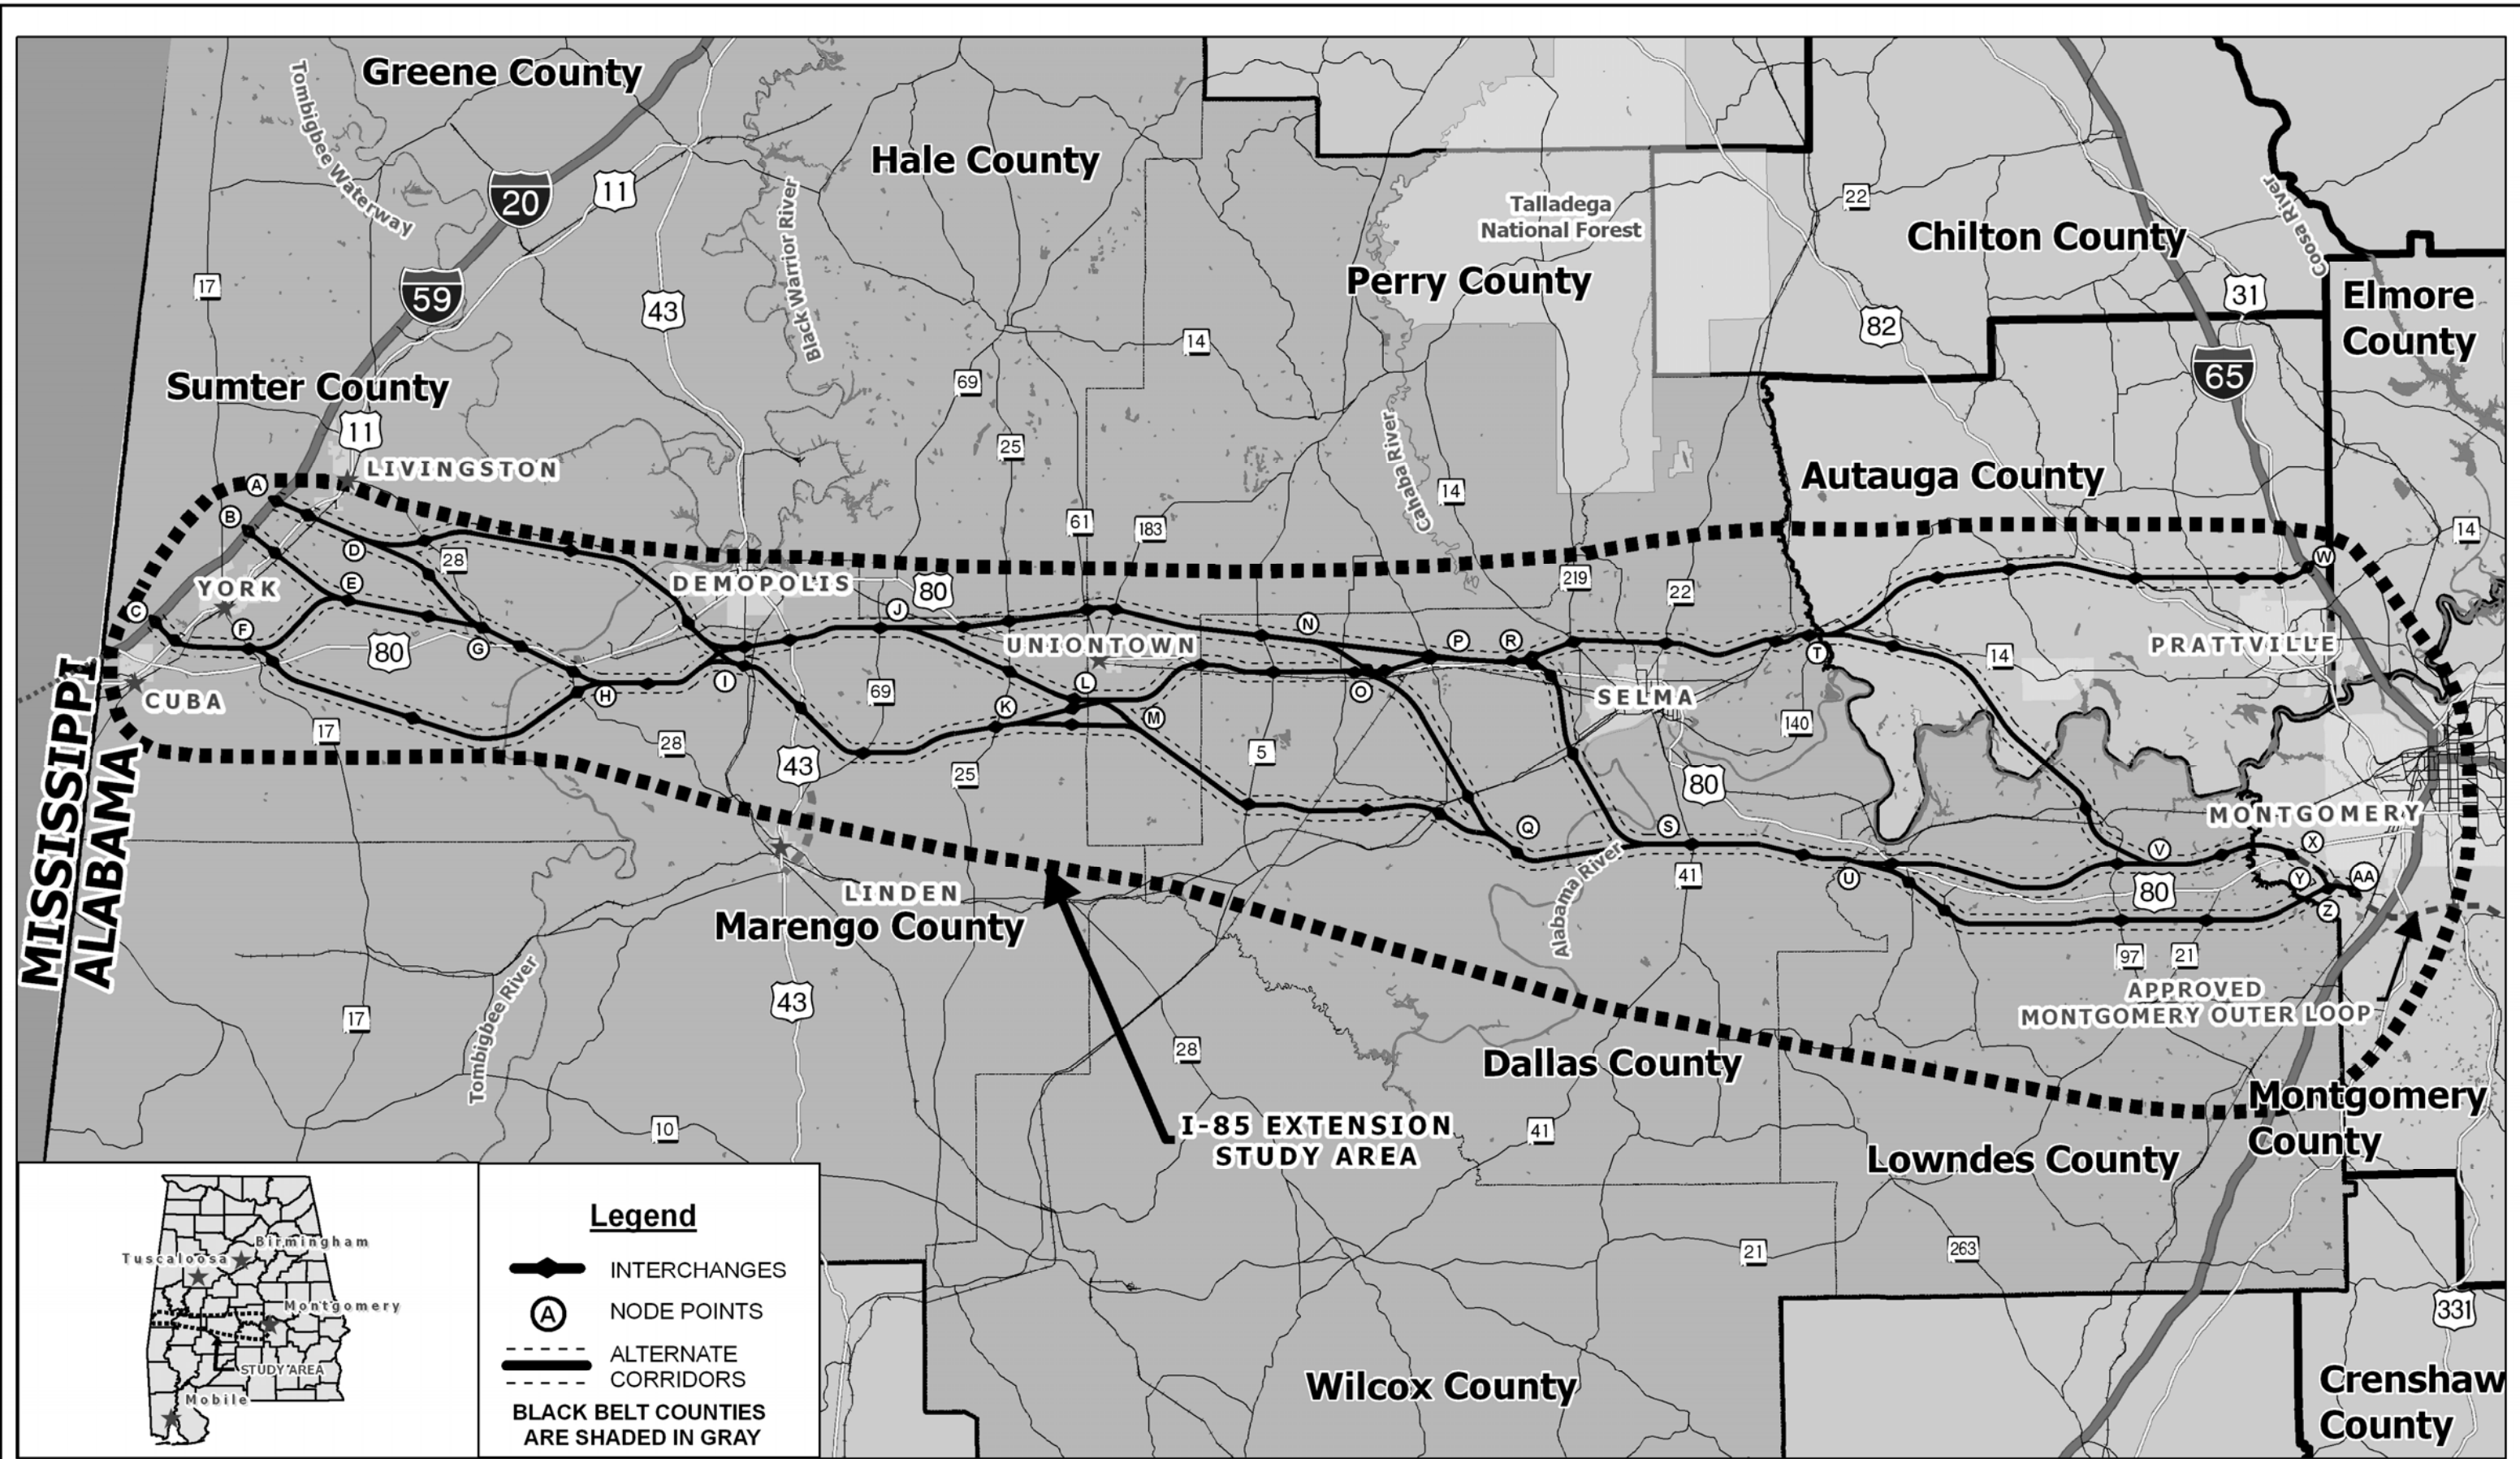 Greene County
Tombigbee Waterway
20
11
Hale County
Black Warrior River
Talladega
National Forest
22
Chilton County
Coosa River
17
59
43
Perry County
82
31
Elmore
County
14
65
Sumter County
69
11
25
Cahaba River
14
Autauga County
LIVINGSTON
A
B
61
183
14
D
28
W
YORK
E
DEMOPOLIS
80
219
22
C
F
J
N
80
G
UNIONTOWN
P
R
T
14
PRATTVILLE
H
I
69
L
O
SELMA
CUBA
K
M
140
17
28
43
25
5
80
MONTGOMERY
MISSISSIPPI
ALABAMA
Q
S
V
X
Alabama River
41
U
80
Y
AA
Z
LINDEN
Marengo County
97
21
APPROVED
MONTGOMERY OUTER LOOP
Tombigbee River
17
43
28
Dallas County
10
I-85 EXTENSION
STUDY AREA
41
Montgomery
County
Lowndes County
21
263
331
Wilcox County
Crenshaw
County
Birmingham
Tuscaloosa
Montgomery
STUDY AREA
Mobile
Legend
INTERCHANGES
A
NODE POINTS
ALTERNATE
CORRIDORS
BLACK BELT COUNTIES
ARE SHADED IN GRAY